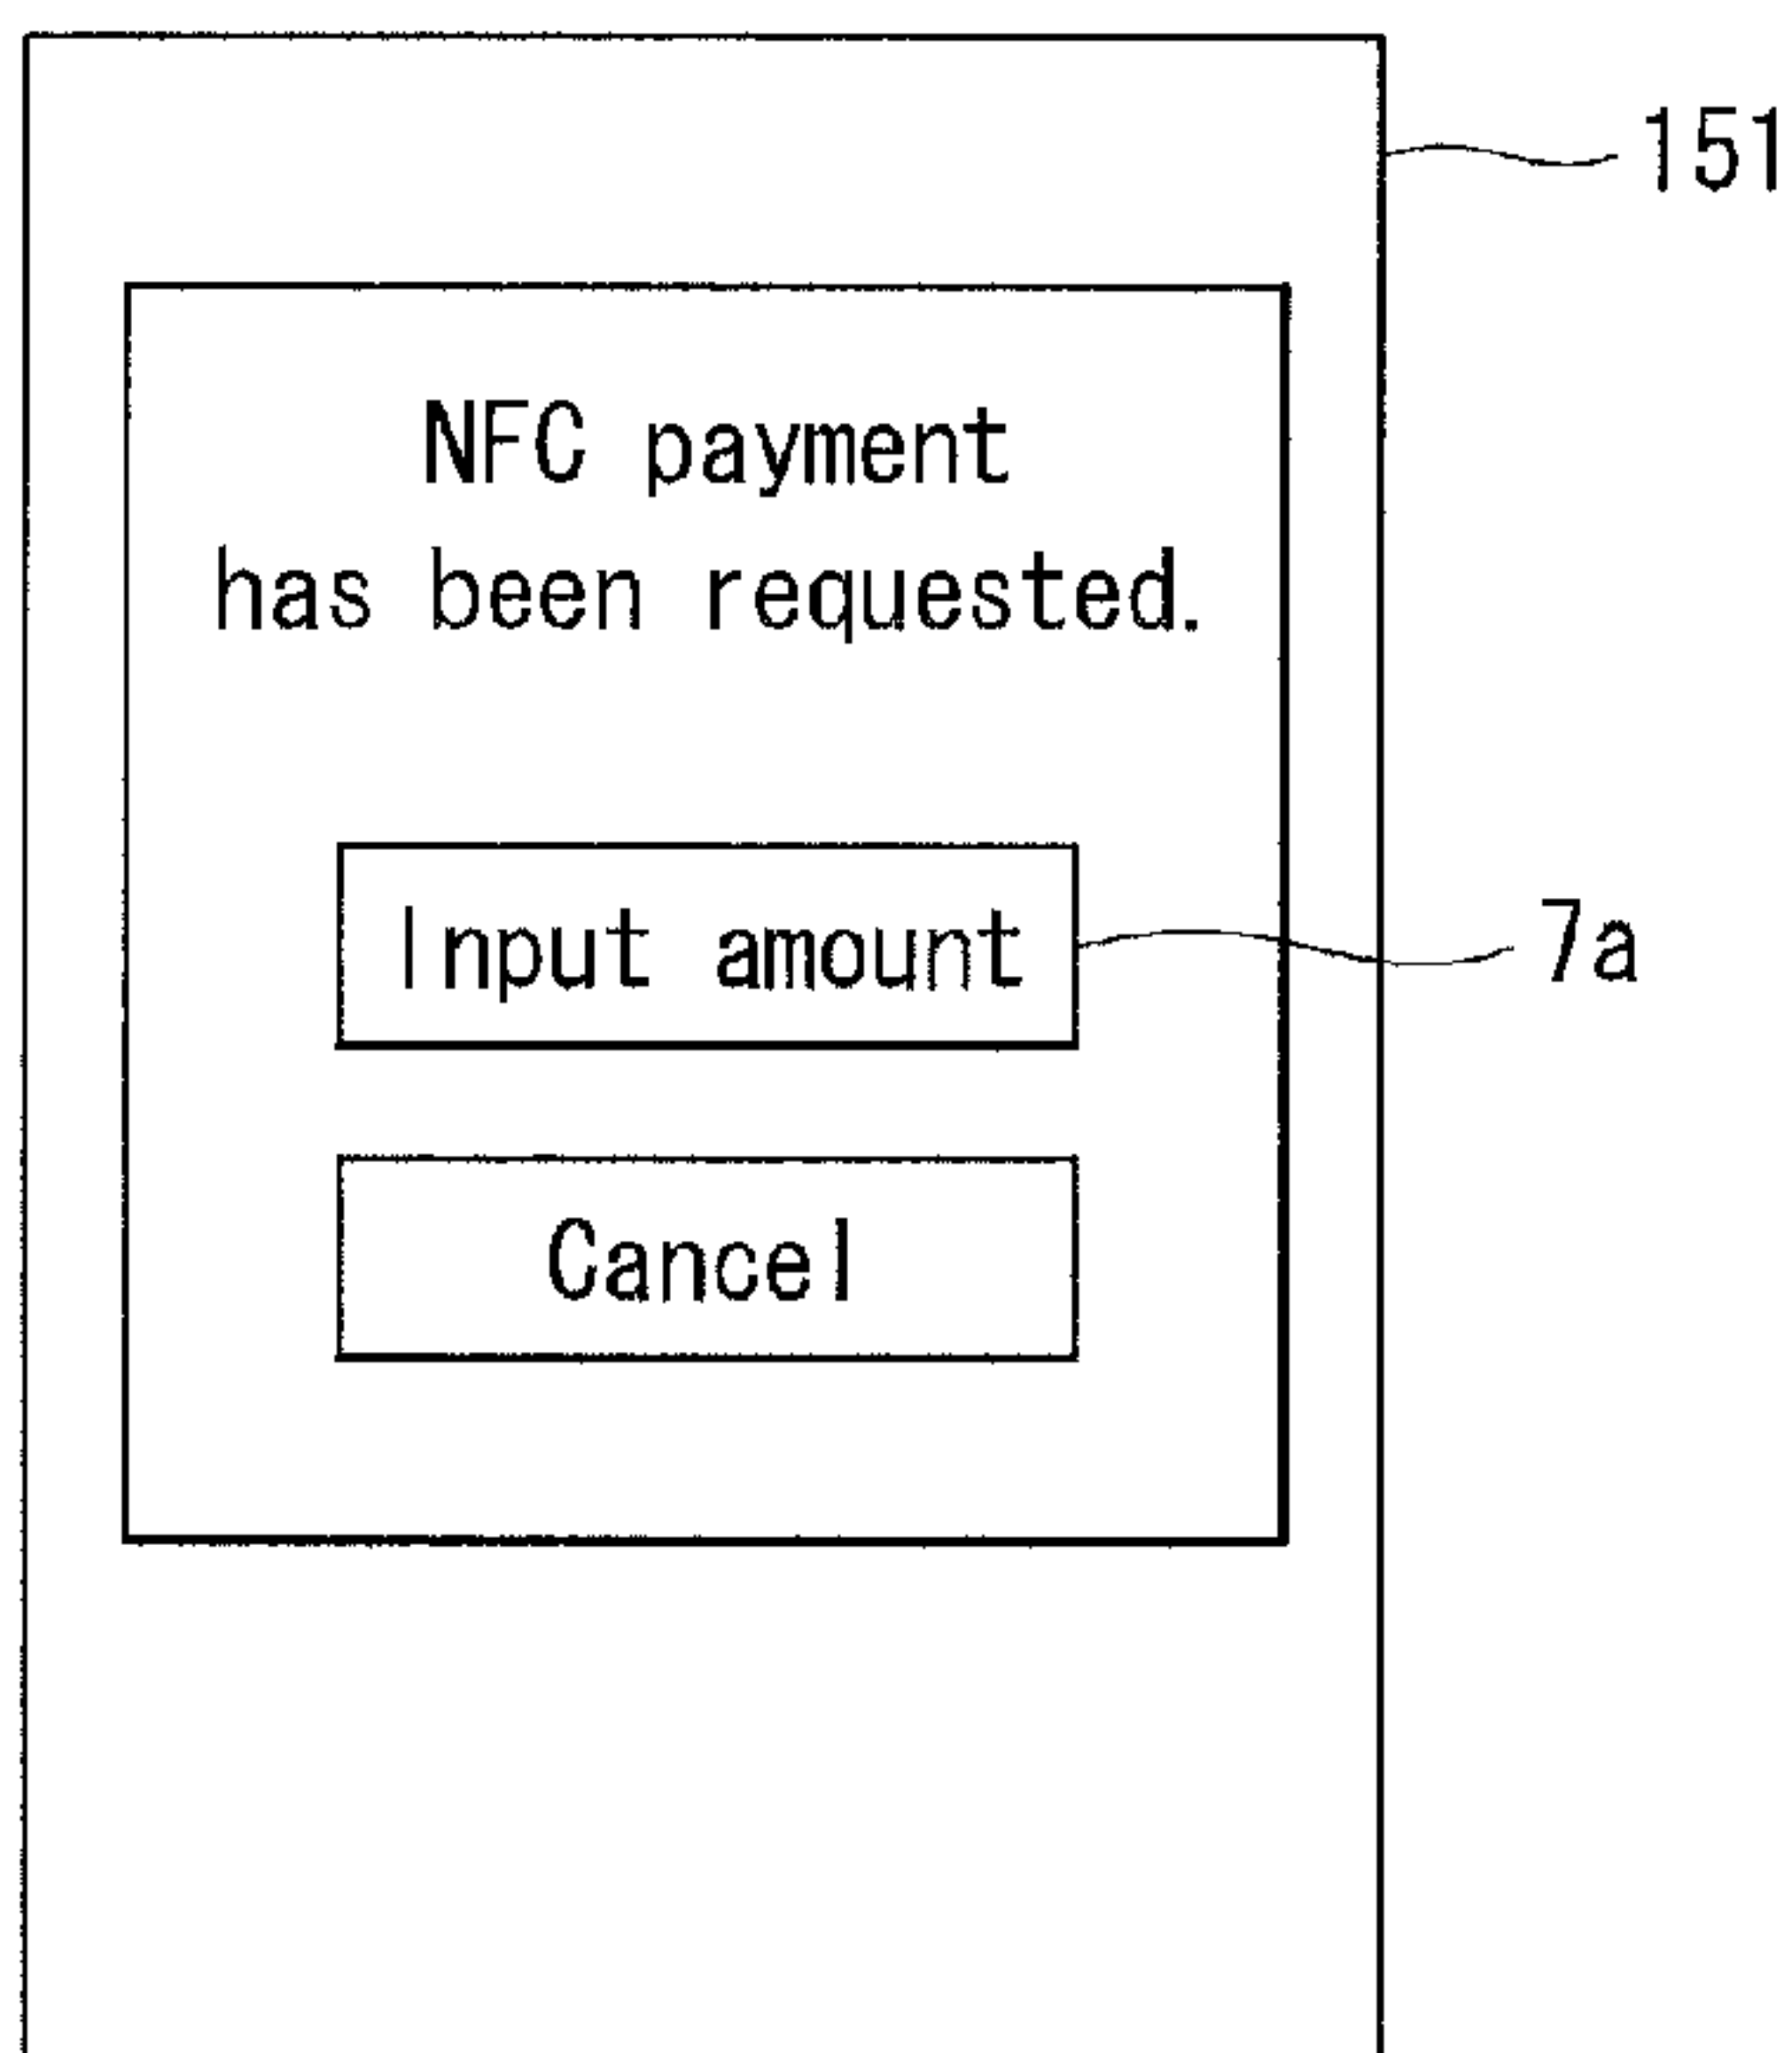 151
NFC payment
has been requested.
Input amount
7a
Cancel